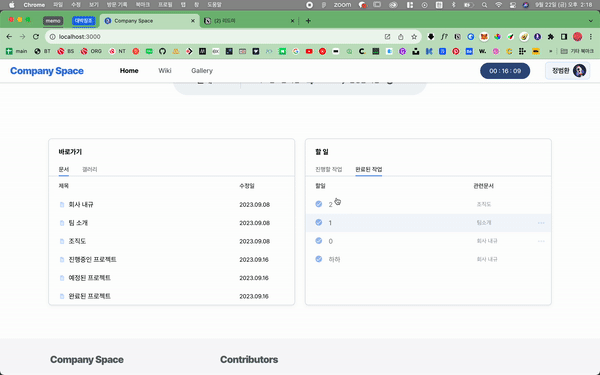 Chrome 파일 수정 보기 방문 기록 북마크 프로필 탭 창 도움말 zoom 9월 22일 (금) 오후 2:16
memo 대박일조 Company Space (2) 리드미
localhost:3000
main BT BS ORG NT 기타 북마크
Company Space Home Wiki Gallery 00 : 16 : 09 정범환
바로가기
문서 갤러리
제목 수정일
회사 내규 2023.09.08
팀 소개 2023.09.08
조직도 2023.09.08
진행중인 프로젝트 2023.09.16
예정된 프로젝트 2023.09.16
완료된 프로젝트 2023.09.16
할 일
진행할 작업 완료된 작업
할일 관련문서
2 조직도
1 팀소개
0 회사 내규
하하 회사 내규
Company Space Contributors